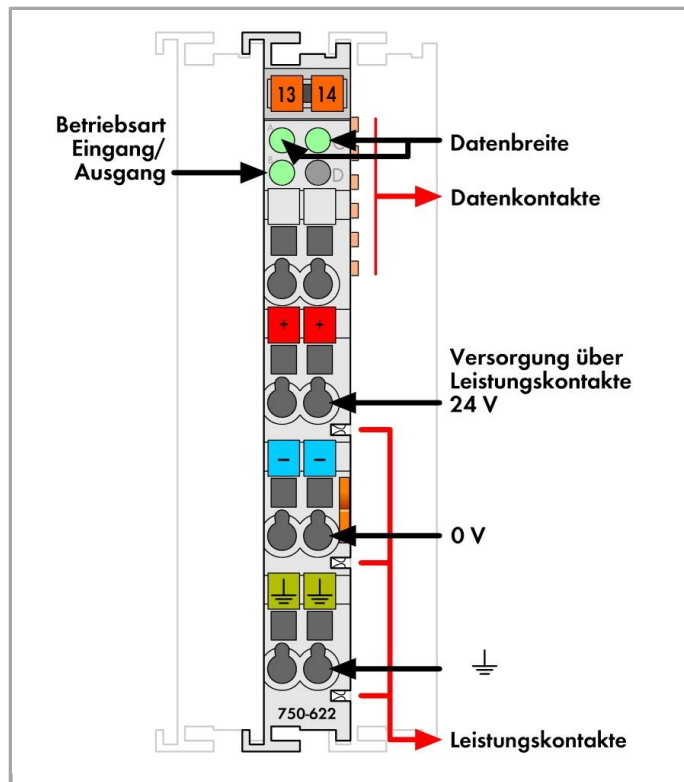 13 14
A
C
B
D
Betriebsart
Eingang/
Ausgang
Datenbreite
Datenkontakte
+ +
Versorgung über
Leistungskontakte
24 V
– –
0 V
750-622
Leistungskontakte